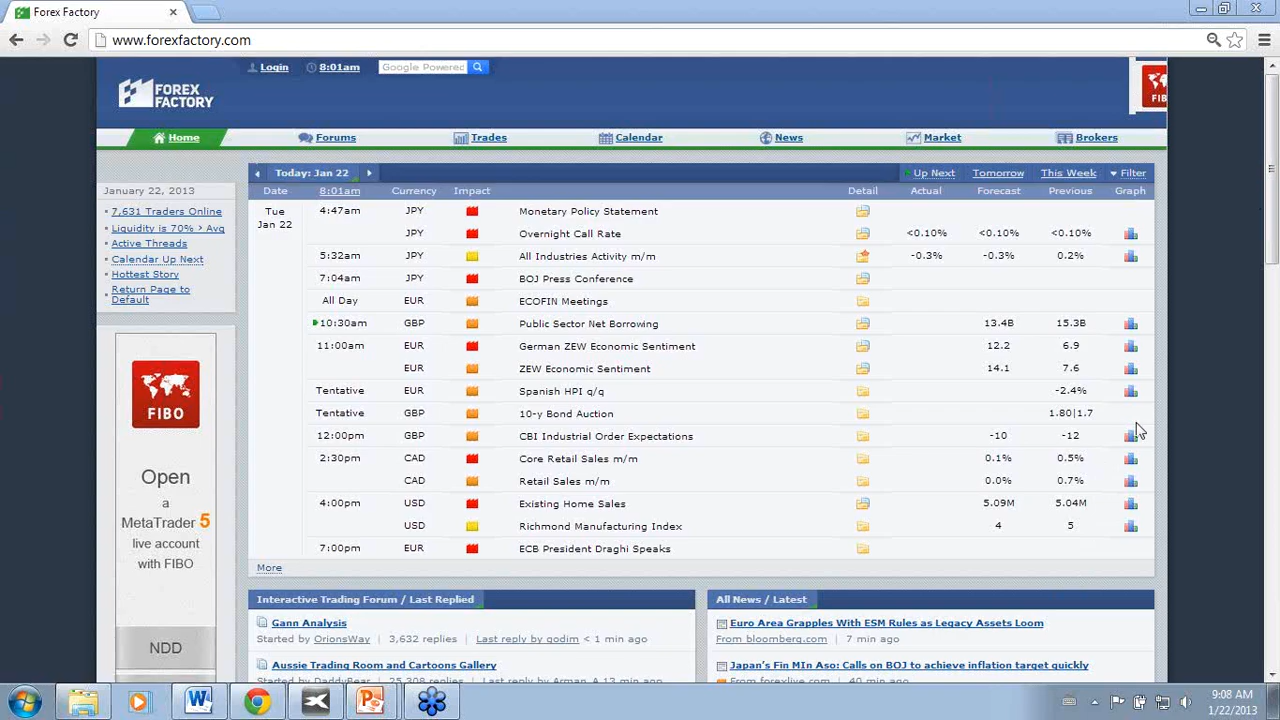 Forex Factory
www.forexfactory.com
Login 8:01am Google Powered
FOREX FACTORY
Home Forums Trades Calendar News Market Brokers
January 22, 2013
7,631 Traders Online
Liquidity is 70% > Avg
Active Threads
Calendar Up Next
Hottest Story
Return Page to
Default
Today: Jan 22 Up Next Tomorrow This Week Filter
Date 8:01am Currency Impact Detail Actual Forecast Previous Graph
Tue Jan 22 4:47am JPY Monetary Policy Statement
JPY Overnight Call Rate <0.10% <0.10% <0.10%
5:32am JPY All Industries Activity m/m -0.3% -0.3% 0.2%
7:04am JPY BOJ Press Conference
All Day EUR ECOFIN Meetings
10:30am GBP Public Sector Net Borrowing 13.4B 15.3B
11:00am EUR German ZEW Economic Sentiment 12.2 6.9
EUR ZEW Economic Sentiment 14.1 7.6
Tentative EUR Spanish HPI q/q -2.4%
Tentative GBP 10-y Bond Auction 1.80|1.7
12:00pm GBP CBI Industrial Order Expectations -10 -12
2:30pm CAD Core Retail Sales m/m 0.1% 0.5%
CAD Retail Sales m/m 0.0% 0.7%
4:00pm USD Existing Home Sales 5.09M 5.04M
USD Richmond Manufacturing Index 4 5
7:00pm EUR ECB President Draghi Speaks
More
FIBO
Open
a
MetaTrader 5
live account
with FIBO
NDD
Interactive Trading Forum / Last Replied
Gann Analysis
Started by OrionsWay | 3,632 replies | Last reply by godim < 1 min ago
Aussie Trading Room and Cartoons Gallery
Started by DaddyBear | 25,308 replies | Last reply by Arman A 13 min ago
All News / Latest
Euro Area Grapples With ESM Rules as Legacy Assets Loom
From bloomberg.com | 7 min ago
Japan's Fin MIn Aso: Calls on BOJ to achieve inflation target quickly
From forexlive.com | 40 min ago
9:08 AM
1/22/2013